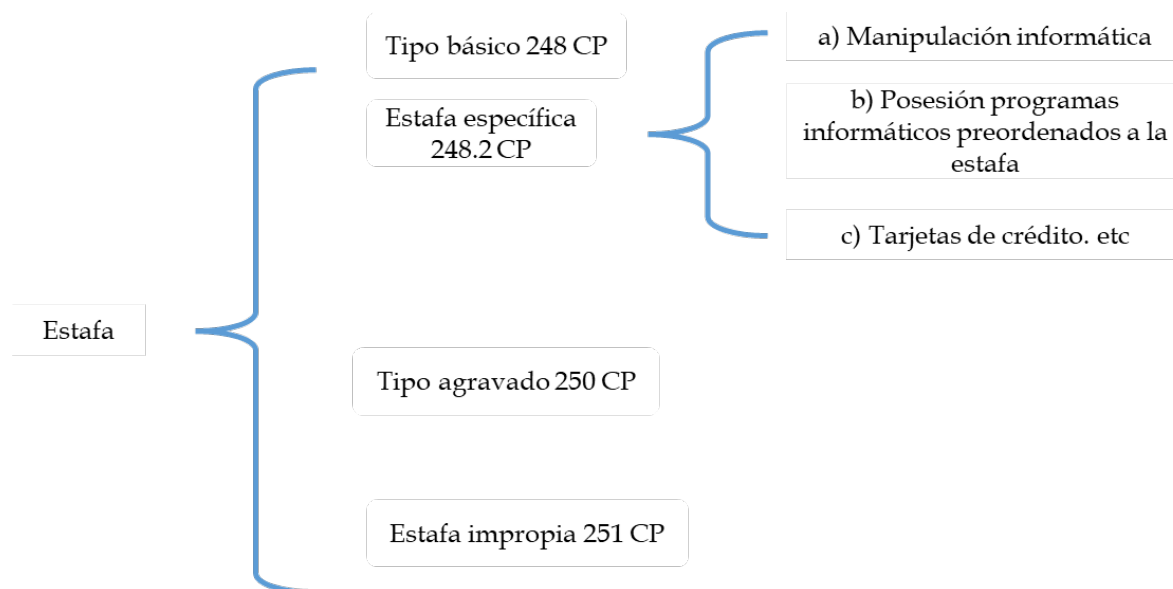 Tipo básico 248 CP
Estafa específica
248.2 CP
a) Manipulación informática
b) Posesión programas
informáticos preordenados a la
estafa
c) Tarjetas de crédito. etc
Estafa
Tipo agravado 250 CP
Estafa impropia 251 CP